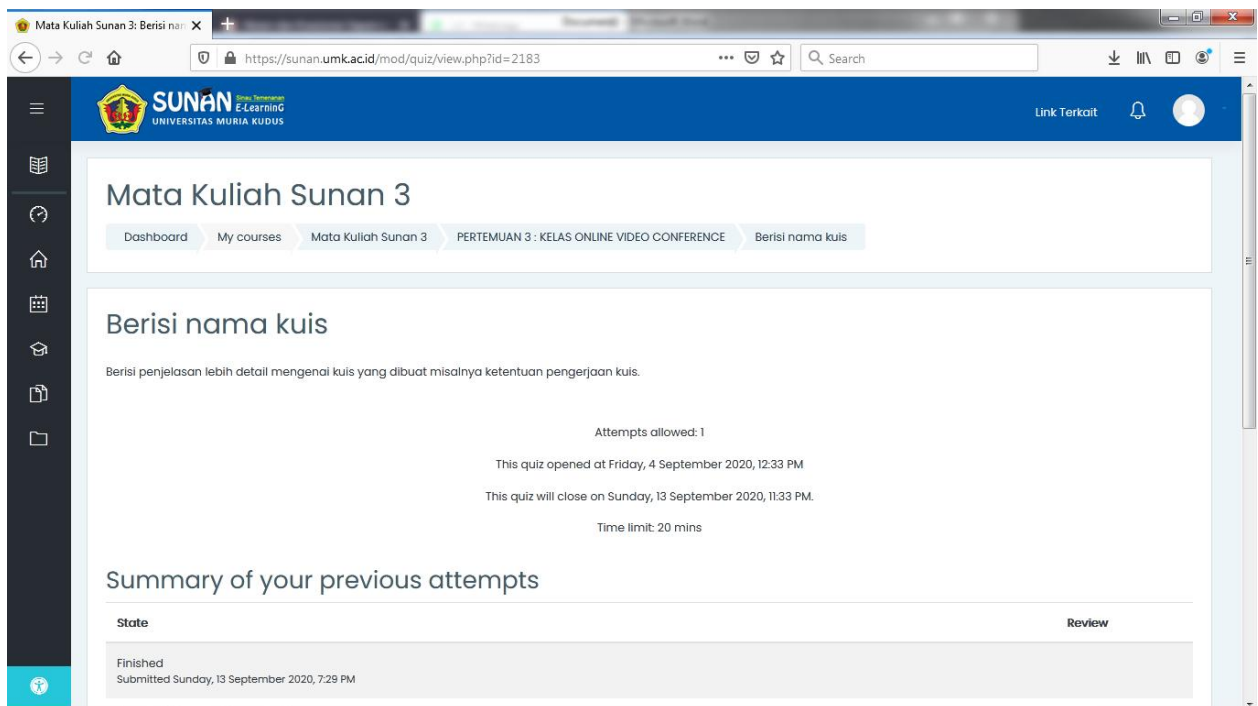 Mata Kuliah Sunan 3: Berisi nam
https://sunan.umk.ac.id/mod/quiz/view.php?id=2183
Search
SUNAN Sinau Temenanan E-Learning
UNIVERSITAS MURIA KUDUS
Link Terkait
Mata Kuliah Sunan 3
Dashboard
My courses
Mata Kuliah Sunan 3
PERTEMUAN 3 : KELAS ONLINE VIDEO CONFERENCE
Berisi nama kuis
Berisi nama kuis
Berisi penjelasan lebih detail mengenai kuis yang dibuat misalnya ketentuan pengerjaan kuis.
Attempts allowed: 1
This quiz opened at Friday, 4 September 2020, 12:33 PM
This quiz will close on Sunday, 13 September 2020, 11:33 PM.
Time limit: 20 mins
Summary of your previous attempts
State
Review
Finished
Submitted Sunday, 13 September 2020, 7:29 PM